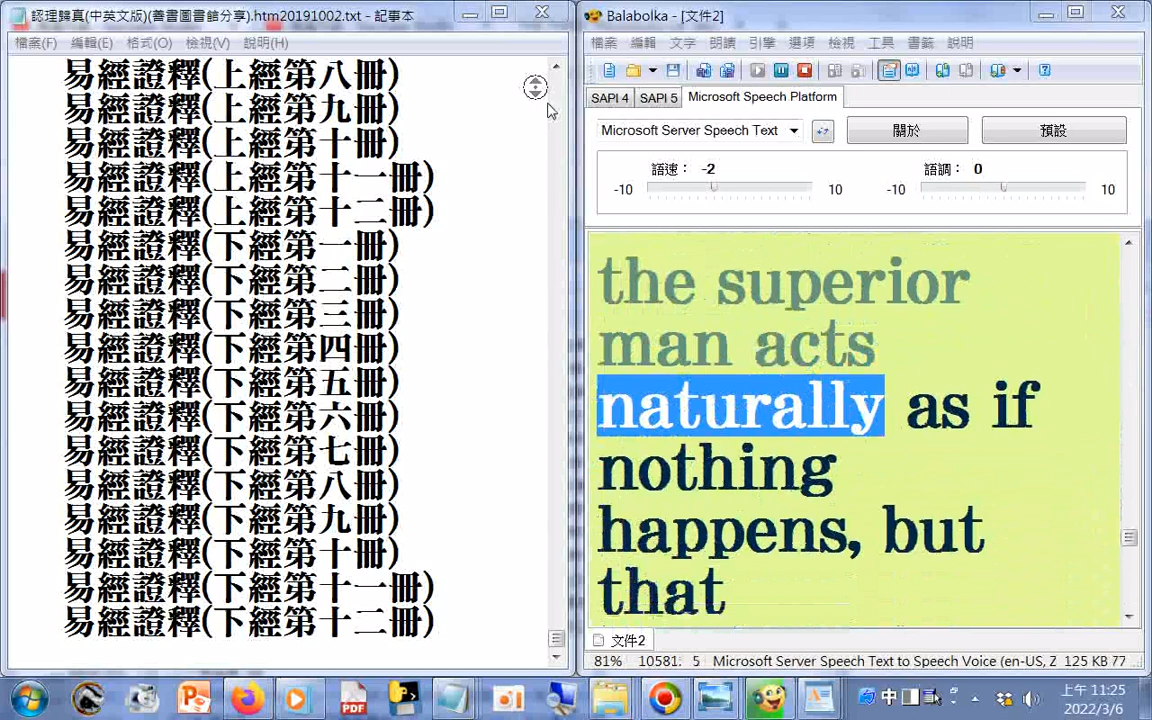 認理歸真(中英文版)(善書圖書館分享).htm20191002.txt - 記事本
檔案(F) 編輯(E) 格式(O) 檢視(V) 說明(H)
易經證釋(上經第八冊)
易經證釋(上經第九冊)
易經證釋(上經第十冊)
易經證釋(上經第十一冊)
易經證釋(上經第十二冊)
易經證釋(下經第一冊)
易經證釋(下經第二冊)
易經證釋(下經第三冊)
易經證釋(下經第四冊)
易經證釋(下經第五冊)
易經證釋(下經第六冊)
易經證釋(下經第七冊)
易經證釋(下經第八冊)
易經證釋(下經第九冊)
易經證釋(下經第十冊)
易經證釋(下經第十一冊)
易經證釋(下經第十二冊)
Balabolka - [文件2]
檔案 編輯 文字 朗讀 引擎 選項 檢視 工具 書籤 說明
SAPI 4 SAPI 5 Microsoft Speech Platform
Microsoft Server Speech Text 關於 預設
語速： -2 語調： 0
-10 10 -10 10
the superior
man acts
naturally as if
nothing
happens, but
that
文件2
81% 10581. 5 Microsoft Server Speech Text to Speech Voice (en-US, Z 125 KB 77
PDF 中 上午 11:25
2022/3/6